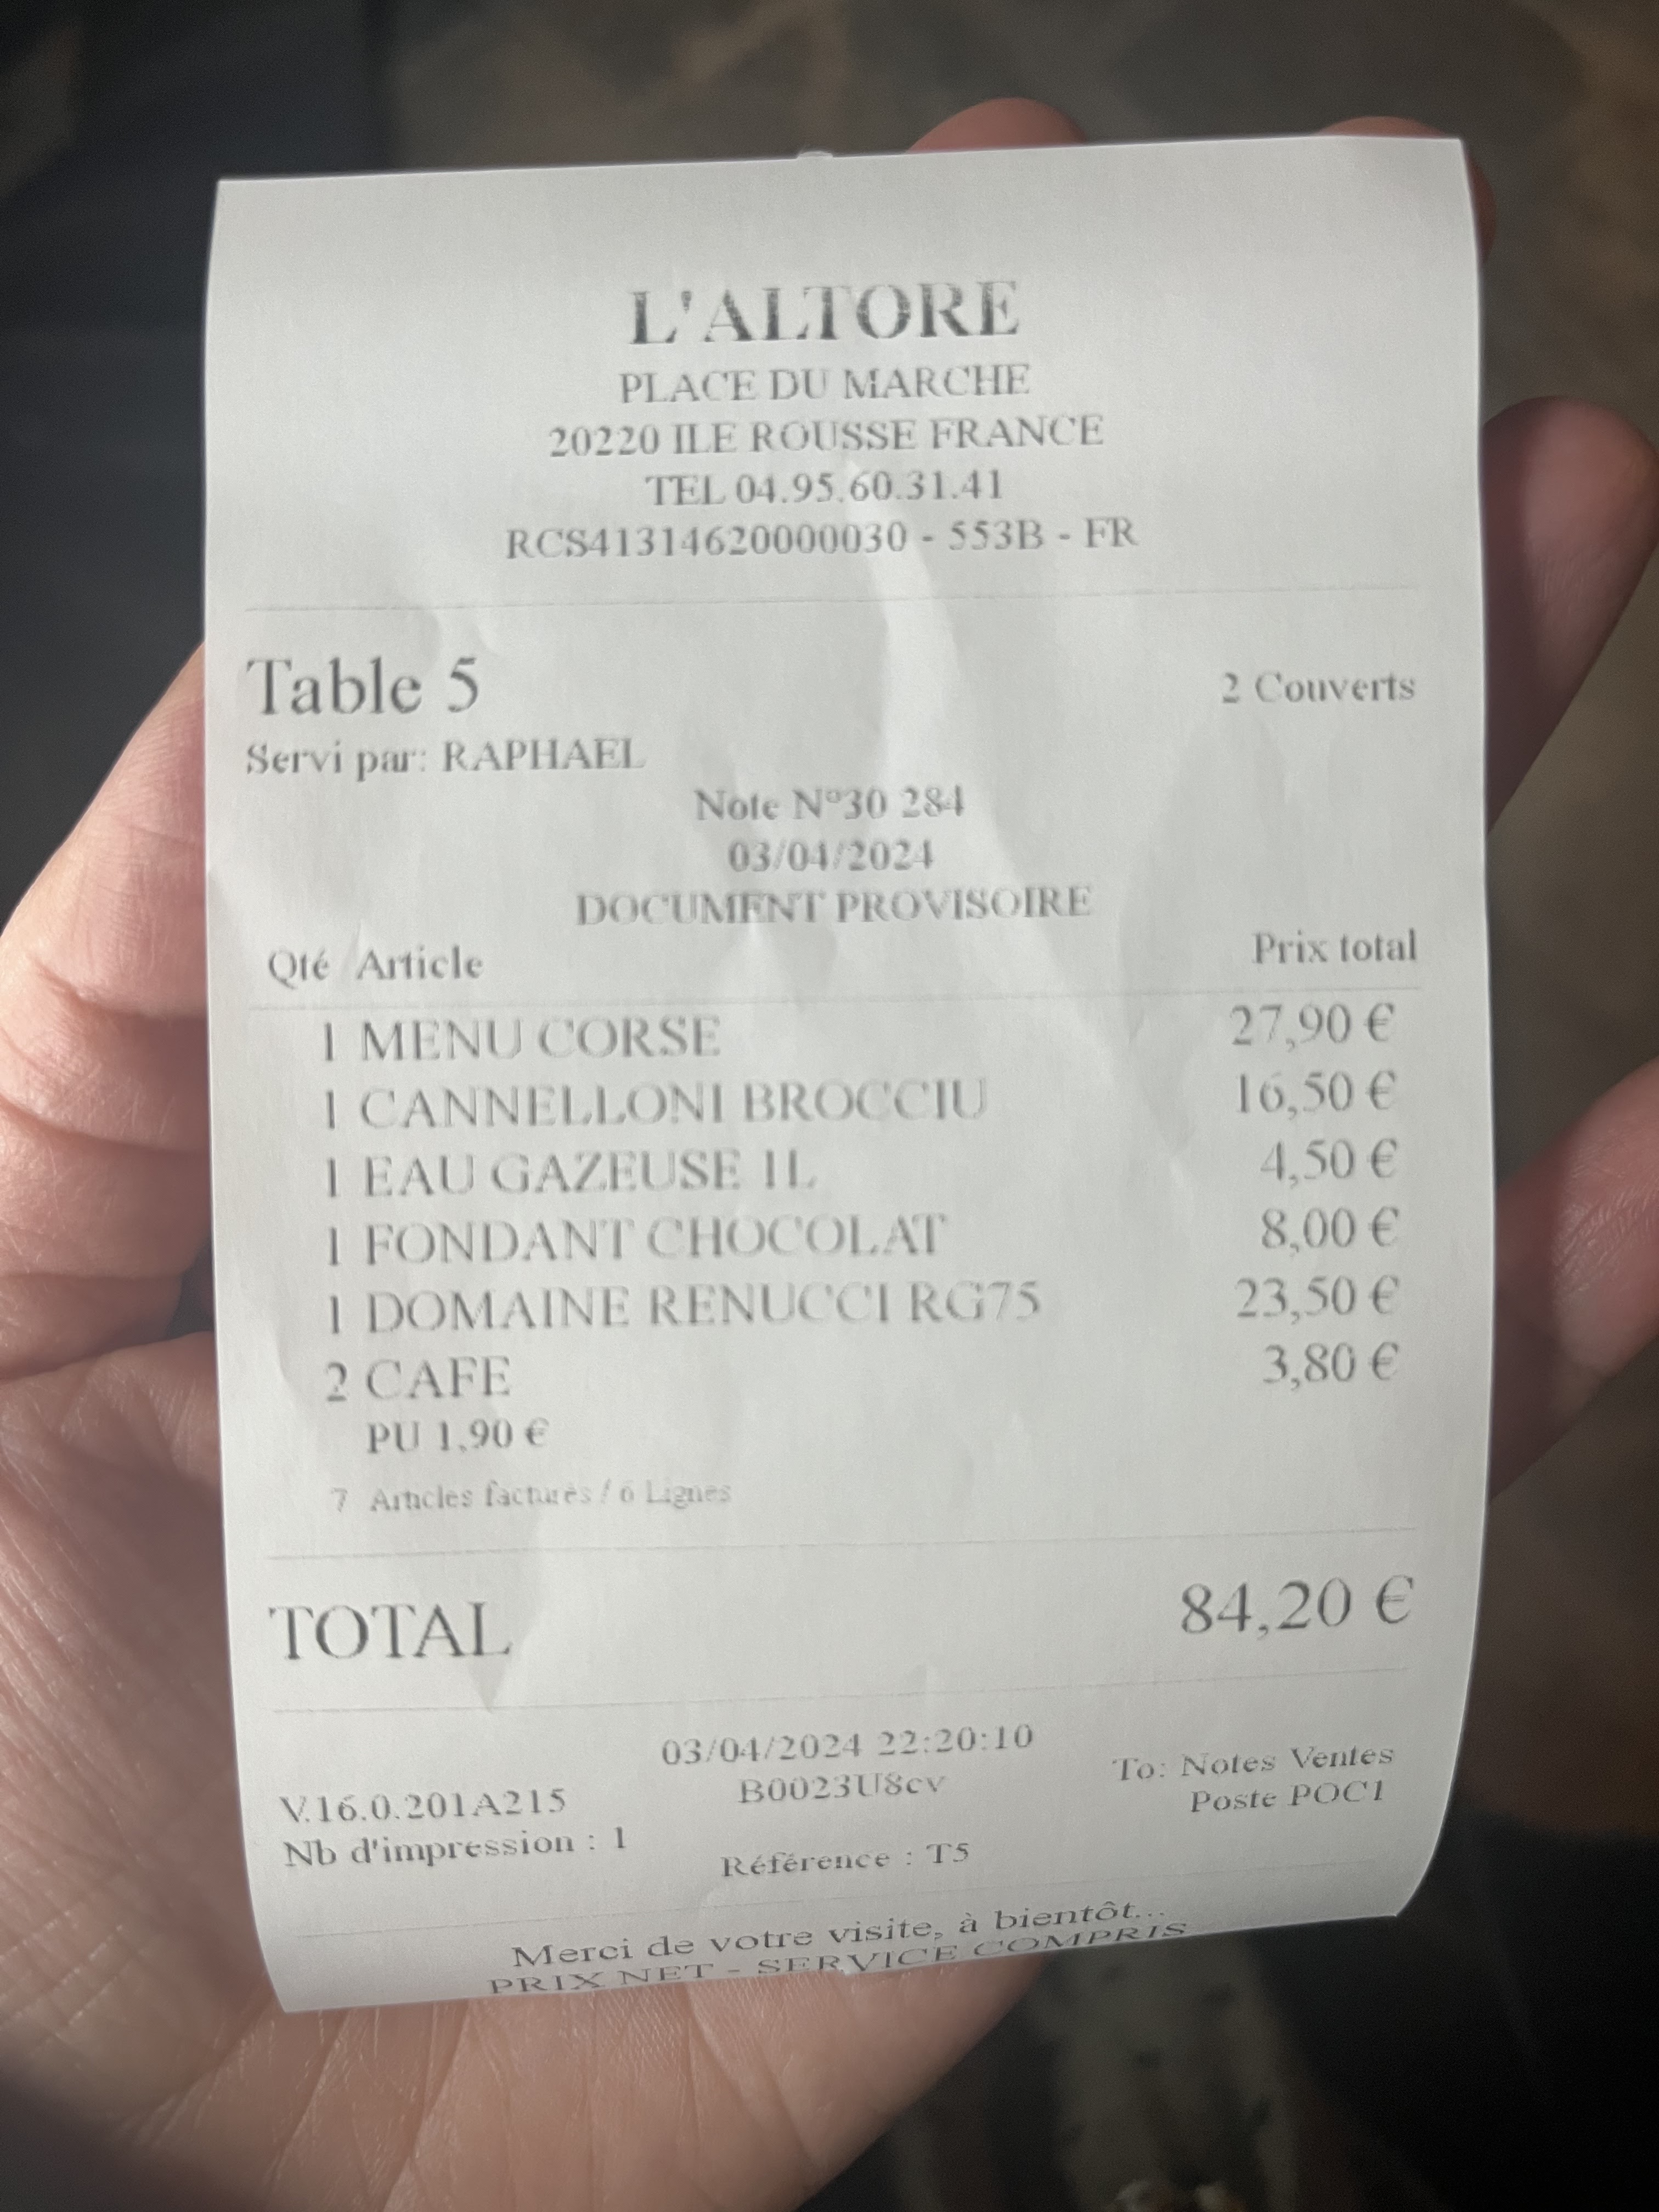 L'ALTORE
PLACE DU MARCHE
20220 ILE ROUSSE FRANCE
TEL 04.95.60.31.41
RCS41314620000030 - 553B - FR
Table 5 2 Couverts
Servi par: RAPHAEL
Note N°30 284
03/04/2024
DOCUMENT PROVISOIRE
Qté Article Prix total
1 MENU CORSE 27,90 €
1 CANNELLONI BROCCIU 16,50 €
1 EAU GAZEUSE 1L 4,50 €
1 FONDANT CHOCOLAT 8,00 €
1 DOMAINE RENUCCI RG75 23,50 €
2 CAFE 3,80 €
PU 1,90 €
7 Articles facturés / 6 Lignes
TOTAL 84,20 €
03/04/2024 22:20:10
B0023U8cv
To: Notes Ventes
V.16.0.201A215
Poste POC1
Nb d'impression : 1
Référence : T5
Merci de votre visite, à bientôt...
PRIX NET - SERVICE COMPRIS